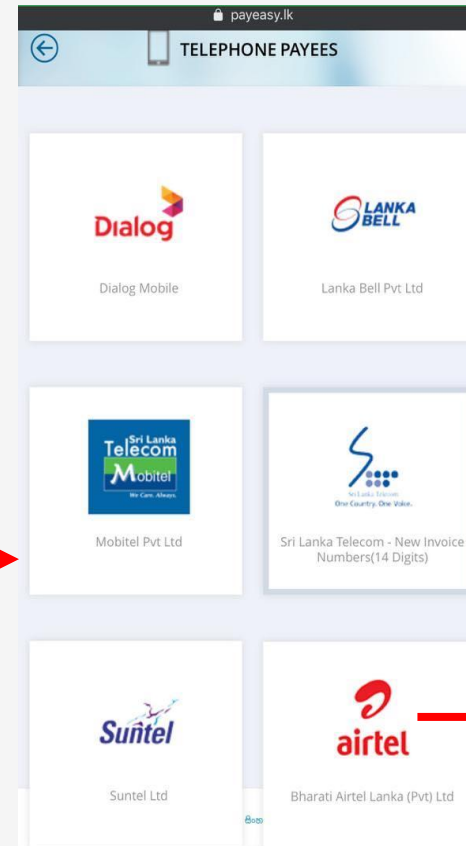 payeasy.lk
TELEPHONE PAYEES
Dialog
Dialog Mobile
LANKA
BELL
Lanka Bell Pvt Ltd
Sri Lanka
Telecom
Mobitel
We Care. Always.
Mobitel Pvt Ltd
Sri Lanka Telecom
One Country. One Voice.
Sri Lanka Telecom - New Invoice
Numbers(14 Digits)
Suntel
Suntel Ltd
airtel
Bharati Airtel Lanka (Pvt) Ltd